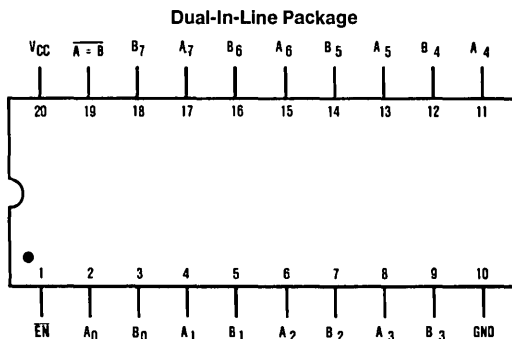 Dual-In-Line Package
VCC A = B B7 A7 B6 A6 B5 A5 B4 A4
20 19 18 17 16 15 14 13 12 11
1 2 3 4 5 6 7 8 9 10
EN A0 B0 A1 B1 A2 B2 A3 B3 GND